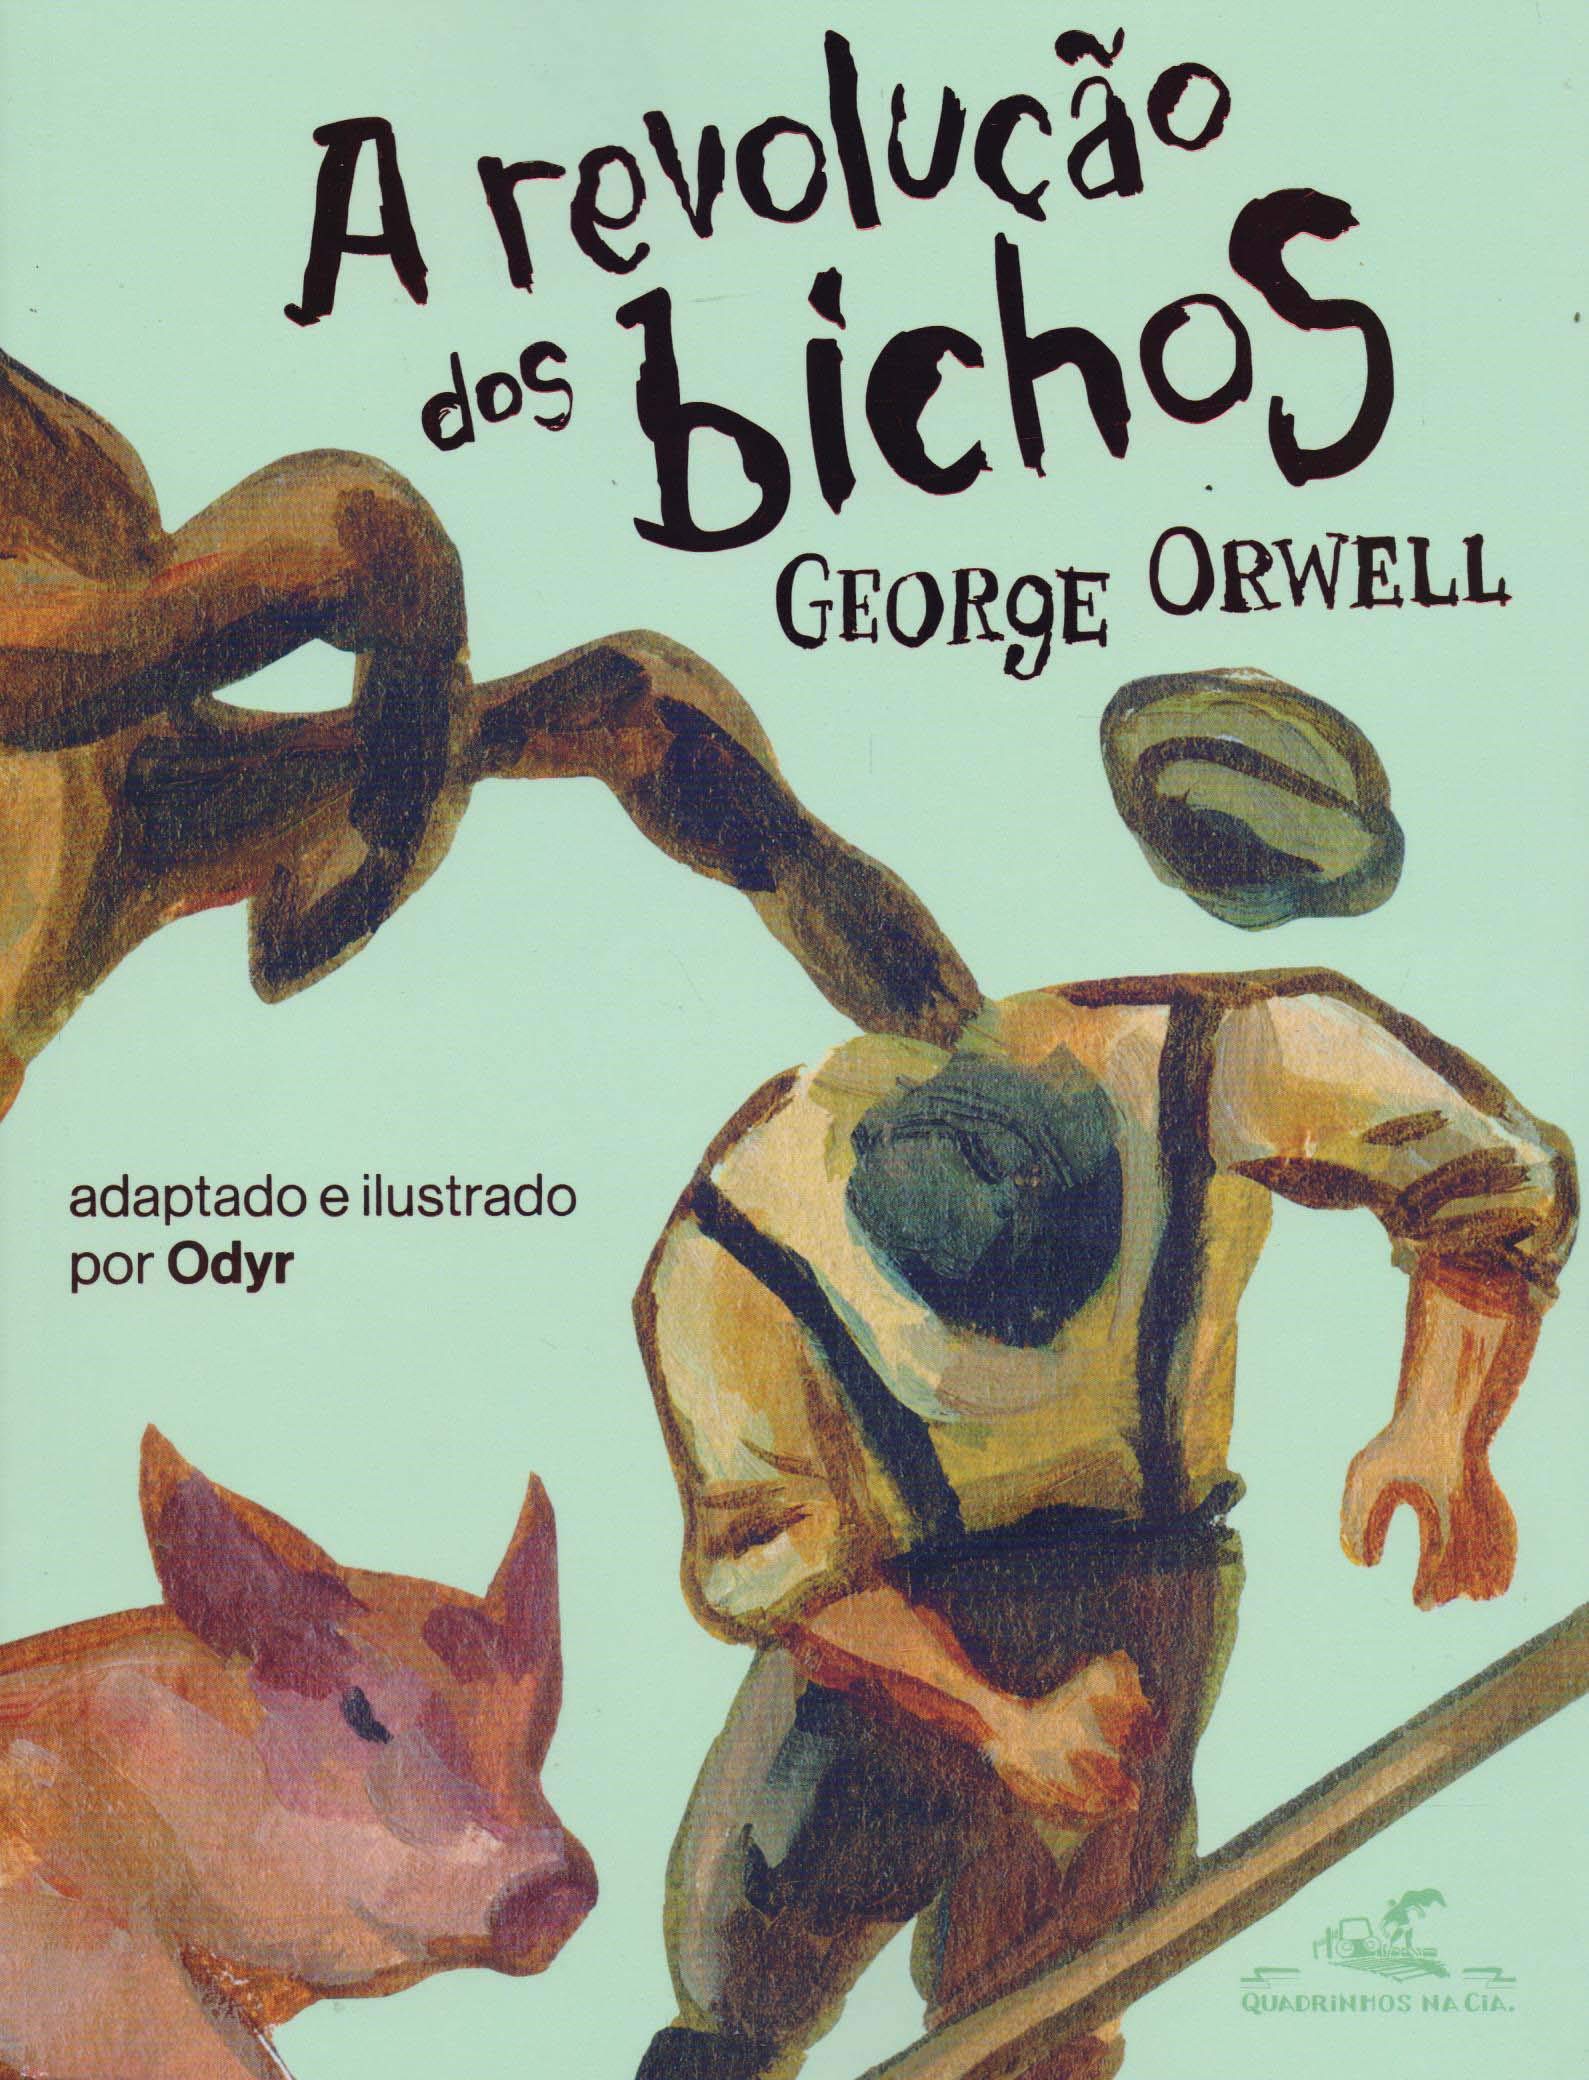 A revolução
dos bichos
GEORgE ORWELL
adaptado e ilustrado
por Odyr
QUADRINHOS NA CIA.